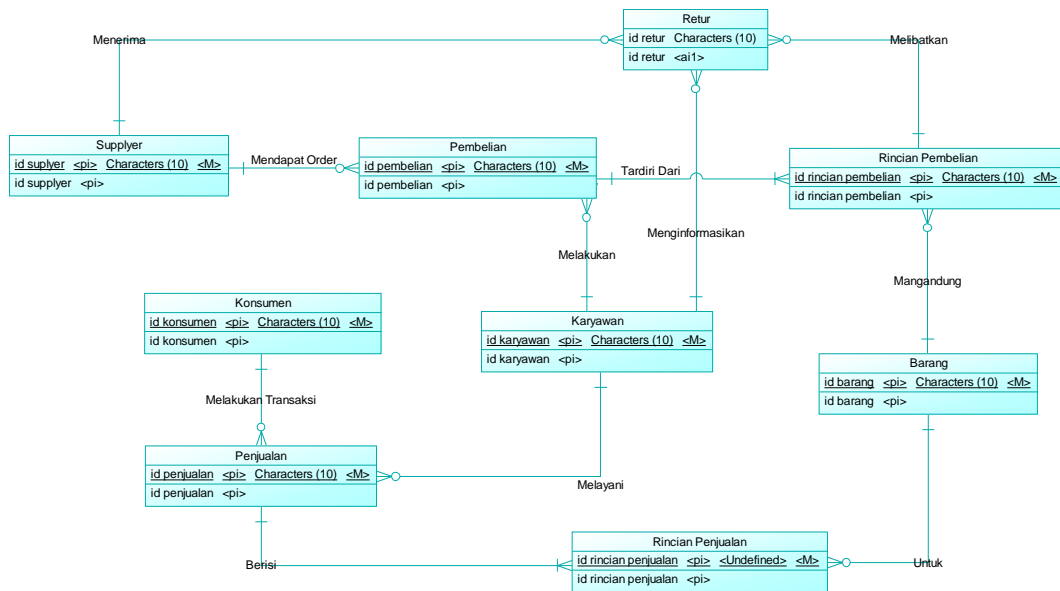 Retur
id retur Characters (10)
id retur <ai1>
Menerima
Melibatkan
Supplyer
id suplyer <pi> Characters (10) <M>
id supplyer <pi>
Mendapat Order
Pembelian
id pembelian <pi> Characters (10) <M>
id pembelian <pi>
Tardiri Dari
Rincian Pembelian
id rincian pembelian <pi> Characters (10) <M>
id rincian pembelian <pi>
Menginformasikan
Melakukan
Mangandung
Konsumen
id konsumen <pi> Characters (10) <M>
id konsumen <pi>
Karyawan
id karyawan <pi> Characters (10) <M>
id karyawan <pi>
Barang
id barang <pi> Characters (10) <M>
id barang <pi>
Melakukan Transaksi
Penjualan
id penjualan <pi> Characters (10) <M>
id penjualan <pi>
Melayani
Rincian Penjualan
id rincian penjualan <pi> <Undefined> <M>
id rincian penjualan <pi>
Berisi
Untuk